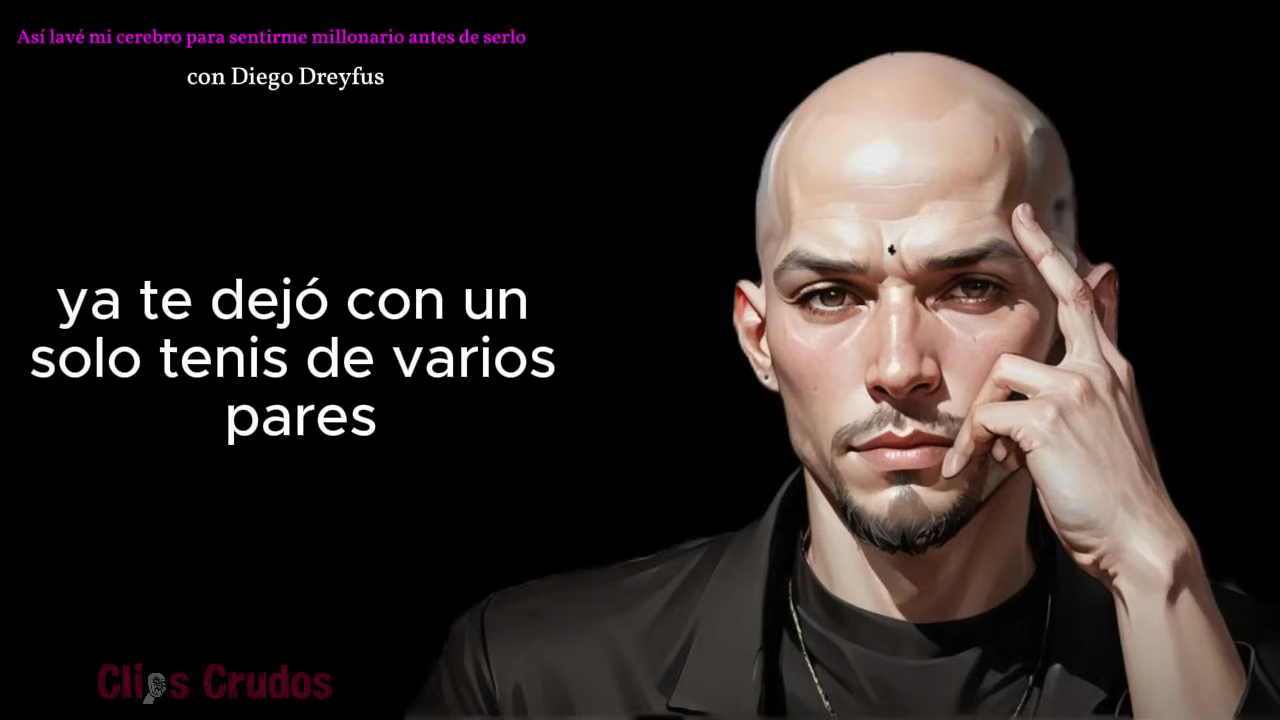 Así lavé mi cerebro para sentirme millonario antes de serlo
con Diego Dreyfus
ya te dejó con un
solo tenis de varios
pares
Clips Crudos